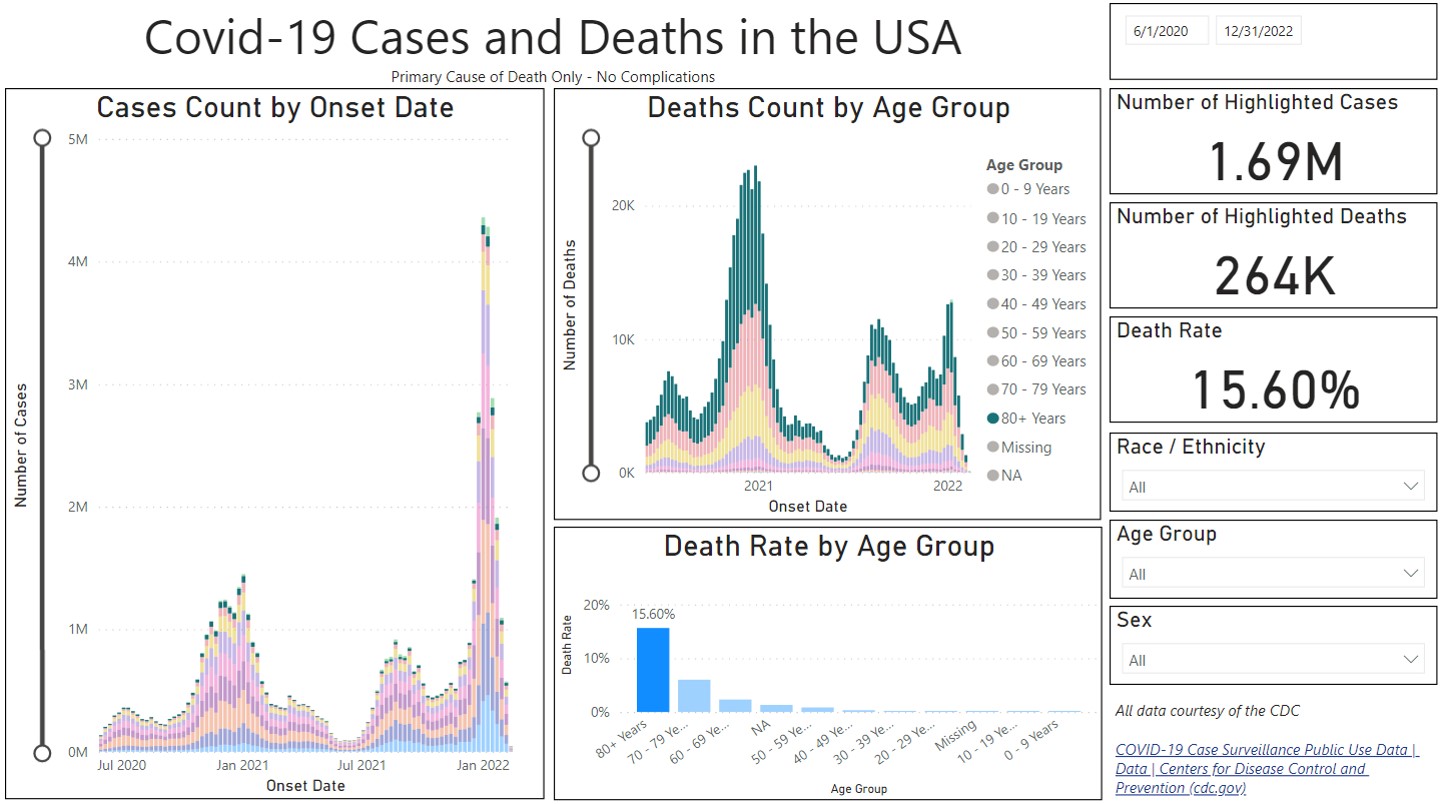 Covid-19 Cases and Deaths in the USA
Primary Cause of Death Only - No Complications
6/1/2020 12/31/2022
Cases Count by Onset Date
Number of Cases
5M
4M
3M
2M
1M
0M
Jul 2020 Jan 2021 Jul 2021 Jan 2022
Onset Date
Deaths Count by Age Group
Number of Deaths
20K
10K
0K
2021 2022
Onset Date
Age Group
0 - 9 Years
10 - 19 Years
20 - 29 Years
30 - 39 Years
40 - 49 Years
50 - 59 Years
60 - 69 Years
70 - 79 Years
80+ Years
Missing
NA
Death Rate by Age Group
Death Rate
20%
10%
0%
15.60%
80+ Years
70 - 79 Ye...
60 - 69 Ye...
NA
50 - 59 Ye...
40 - 49 Ye...
30 - 39 Ye...
20 - 29 Ye...
Missing
10 - 19 Ye...
0 - 9 Years
Age Group
Number of Highlighted Cases
1.69M
Number of Highlighted Deaths
264K
Death Rate
15.60%
Race / Ethnicity
All
Age Group
All
Sex
All
All data courtesy of the CDC
COVID-19 Case Surveillance Public Use Data |
Data | Centers for Disease Control and
Prevention (cdc.gov)